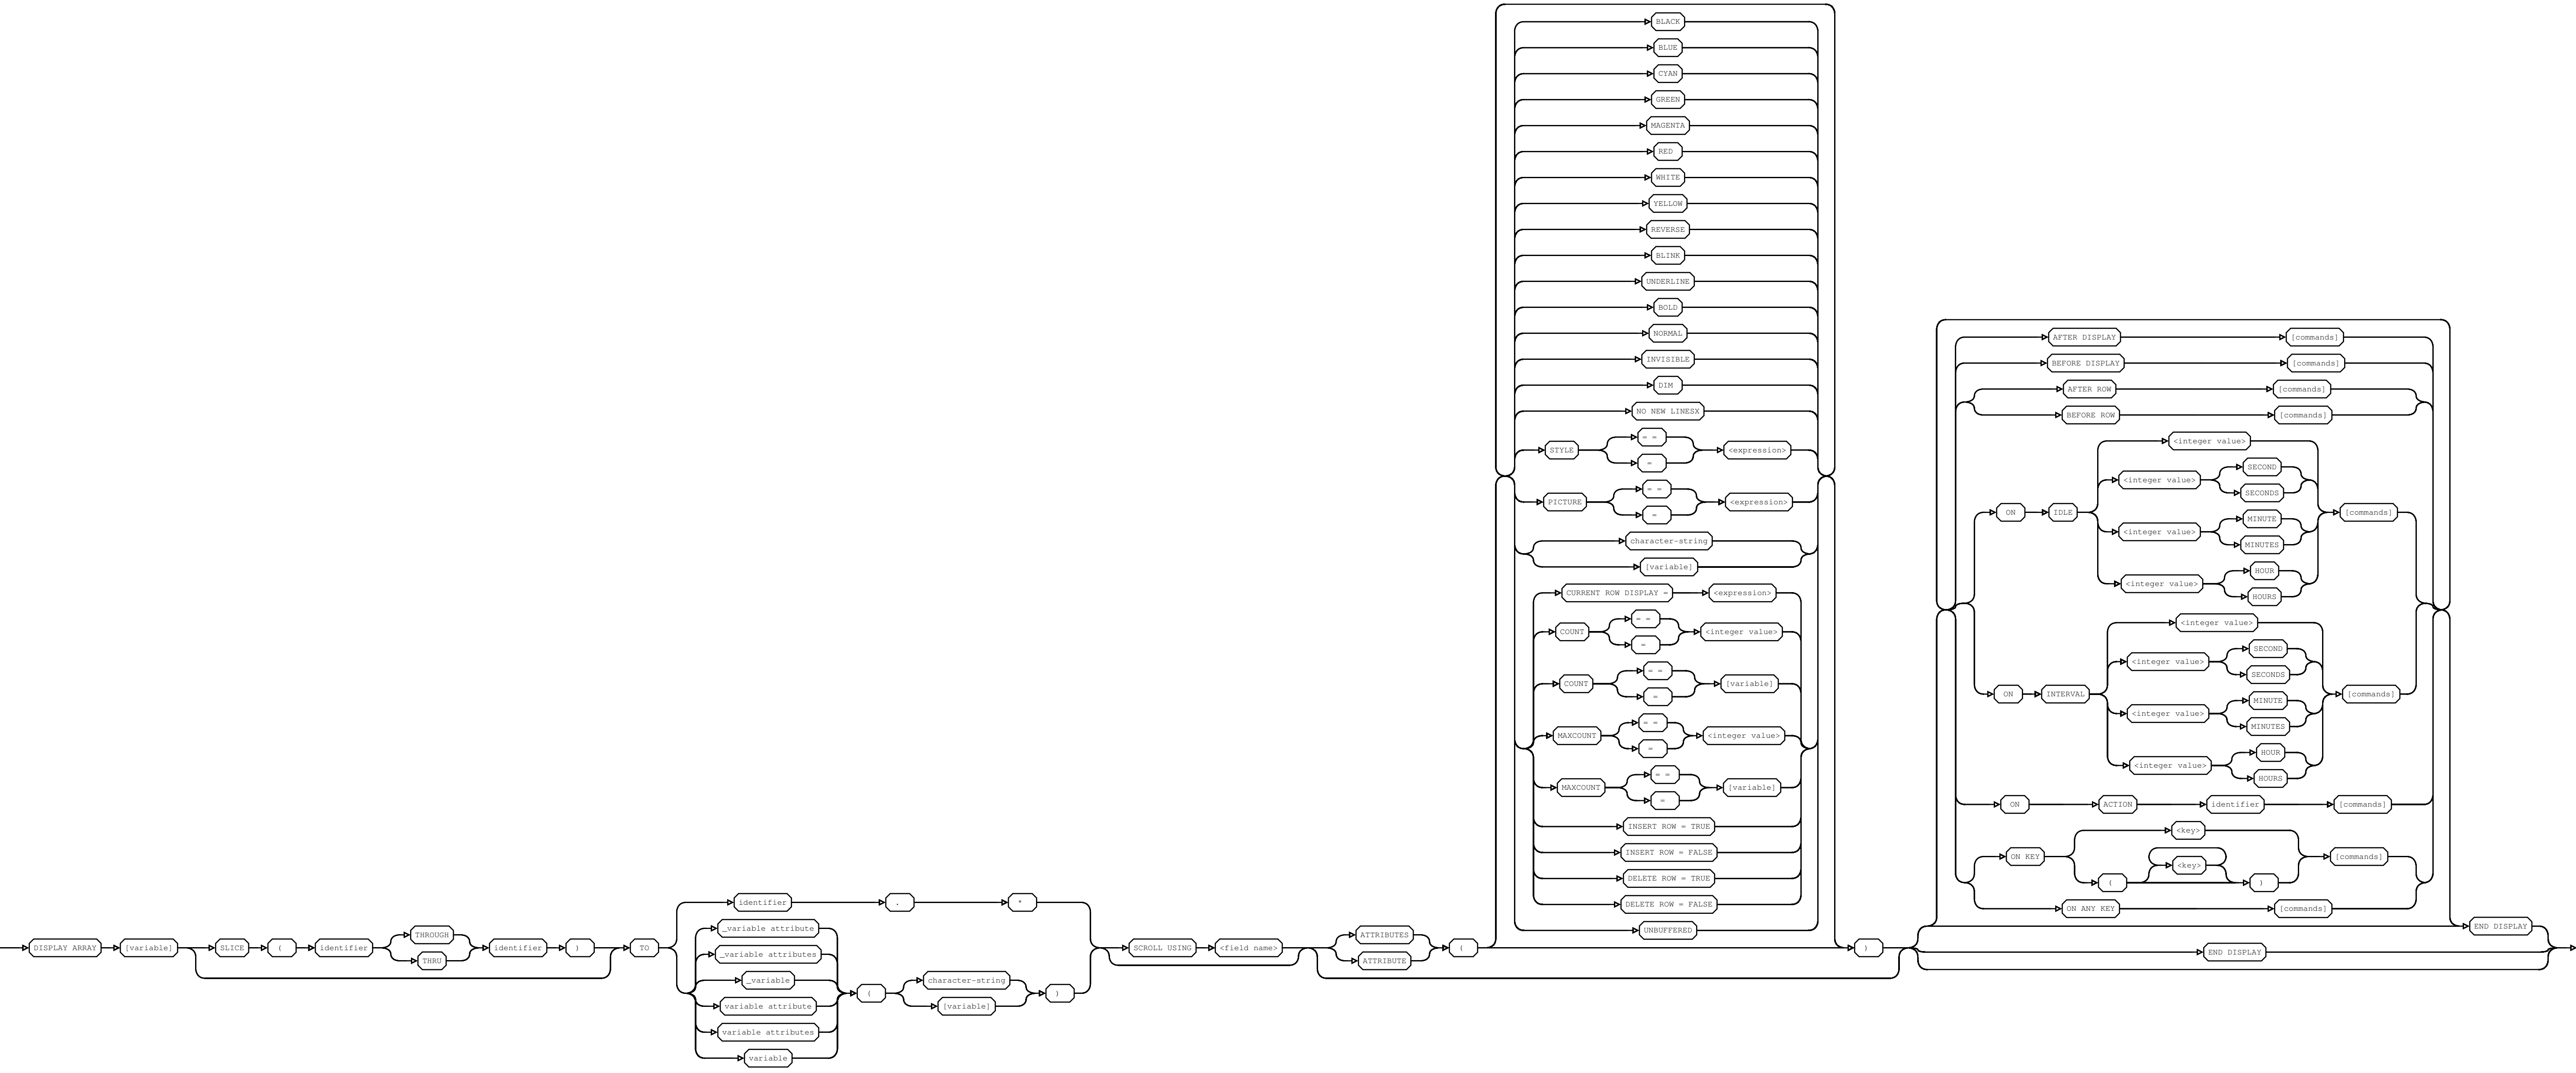 BLACK
BLUE
CYAN
GREEN
MAGENTA
RED
WHITE
YELLOW
REVERSE
BLINK
UNDERLINE
BOLD
NORMAL
INVISIBLE
DIM
NO NEW LINESX
STYLE = = <expression>
=
PICTURE = = <expression>
=
character-string
[variable]
CURRENT ROW DISPLAY = <expression>
COUNT = = <integer value>
=
COUNT = = [variable]
=
MAXCOUNT = = <integer value>
=
MAXCOUNT = = [variable]
=
INSERT ROW = TRUE
INSERT ROW = FALSE
DELETE ROW = TRUE
DELETE ROW = FALSE
UNBUFFERED
AFTER DISPLAY [commands]
BEFORE DISPLAY [commands]
AFTER ROW [commands]
BEFORE ROW [commands]
<integer value>
<integer value> SECOND
SECONDS
ON IDLE [commands]
<integer value> MINUTE
MINUTES
<integer value> HOUR
HOURS
<integer value>
<integer value> SECOND
SECONDS
ON INTERVAL [commands]
<integer value> MINUTE
MINUTES
<integer value> HOUR
HOURS
ON ACTION identifier [commands]
<key>
ON KEY <key> [commands]
( )
ON ANY KEY [commands]
DISPLAY ARRAY [variable] SLICE ( identifier THROUGH identifier ) TO
THRU
identifier . *
_variable attribute
_variable attributes
_variable
variable attribute
variable attributes
variable
( character-string )
[variable]
SCROLL USING <field name> ATTRIBUTES ( )
ATTRIBUTE
END DISPLAY
END DISPLAY